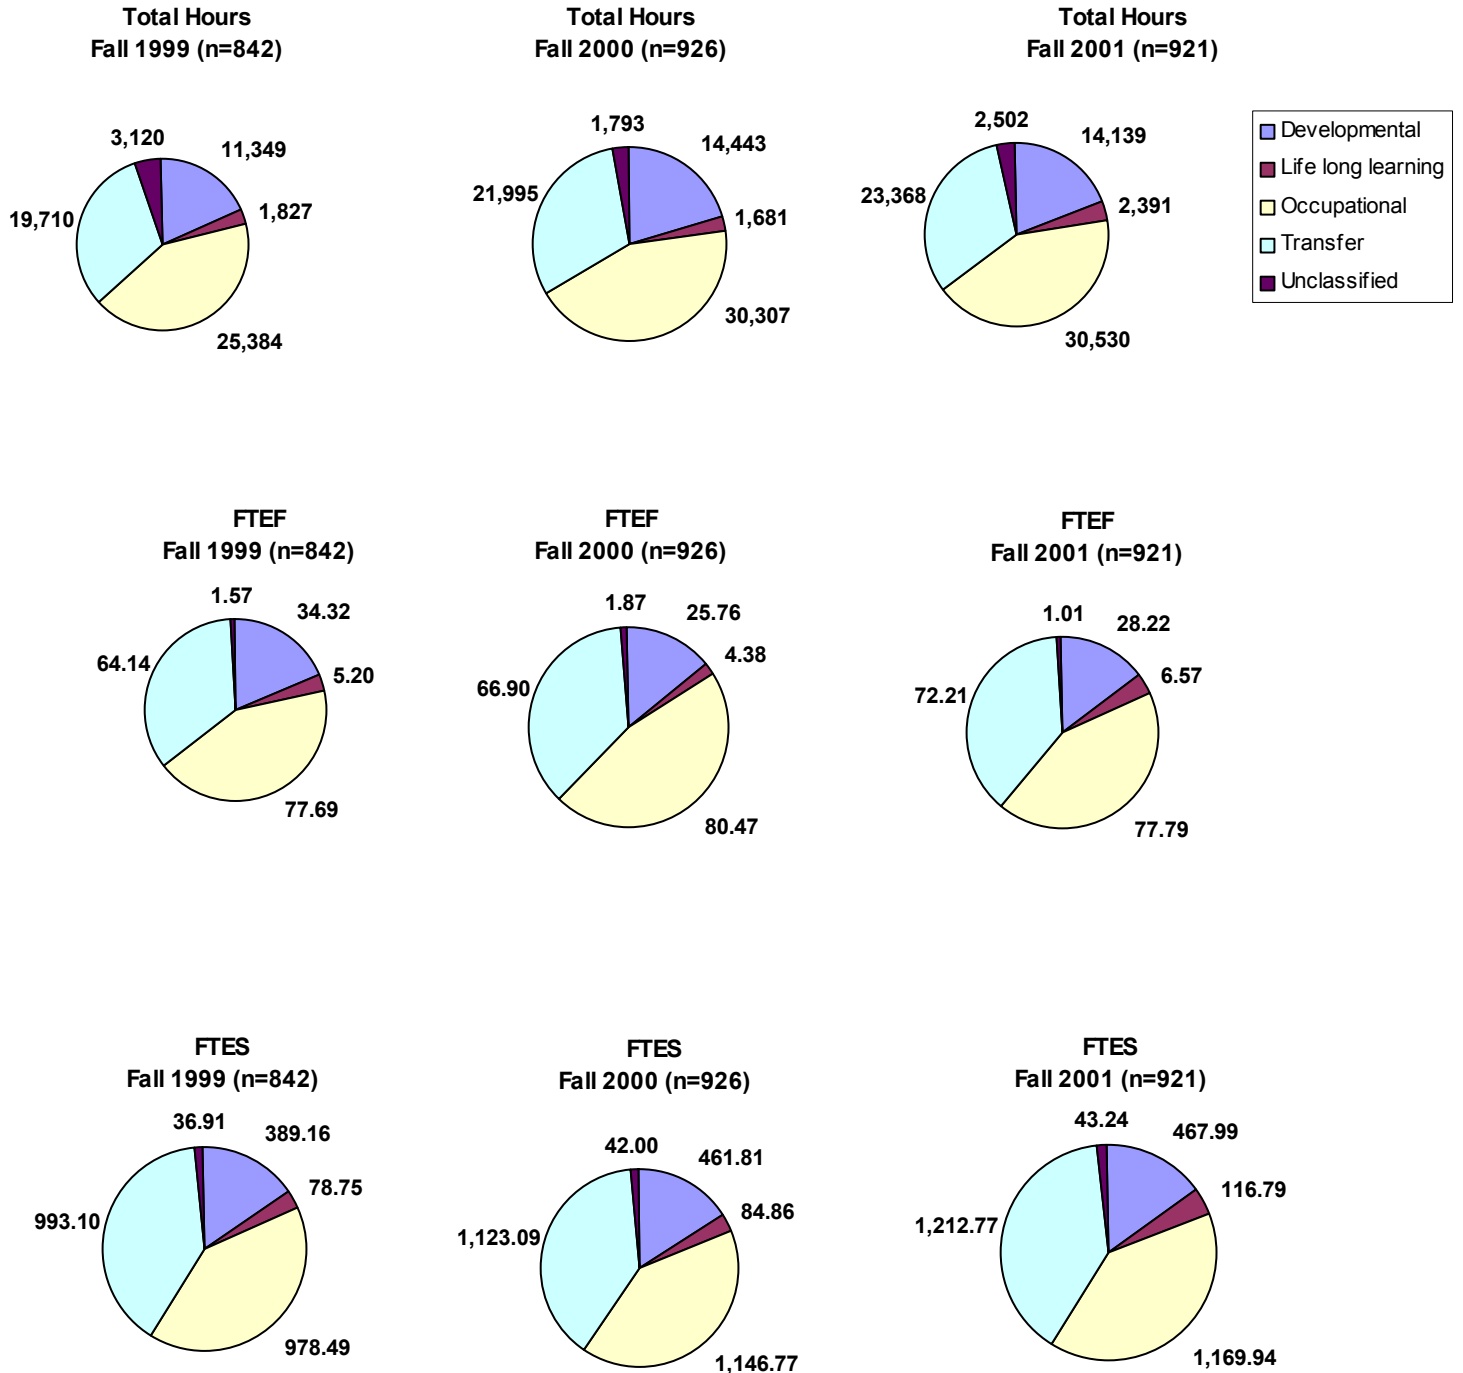 Total Hours
Fall 1999 (n=842)
3,120
11,349
1,827
19,710
25,384
Total Hours
Fall 2000 (n=926)
1,793
14,443
21,995
1,681
30,307
Total Hours
Fall 2001 (n=921)
2,502
14,139
23,368
2,391
30,530
Developmental
Life long learning
Occupational
Transfer
Unclassified
FTEF
Fall 1999 (n=842)
1.57
34.32
64.14
5.20
77.69
FTEF
Fall 2000 (n=926)
1.87
25.76
4.38
66.90
80.47
FTEF
Fall 2001 (n=921)
1.01
28.22
6.57
72.21
77.79
FTES
Fall 1999 (n=842)
36.91
389.16
78.75
993.10
978.49
FTES
Fall 2000 (n=926)
42.00
461.81
84.86
1,123.09
1,146.77
FTES
Fall 2001 (n=921)
43.24
467.99
116.79
1,212.77
1,169.94